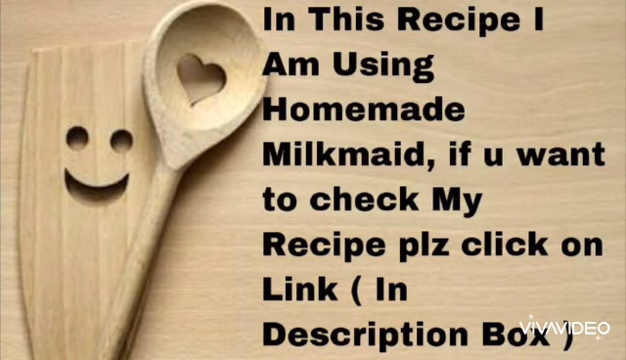 In This Recipe I
Am Using
Homemade
Milkmaid, if u want
to check My
Recipe plz click on
Link ( In
Description Box )
VIVAVIDEO